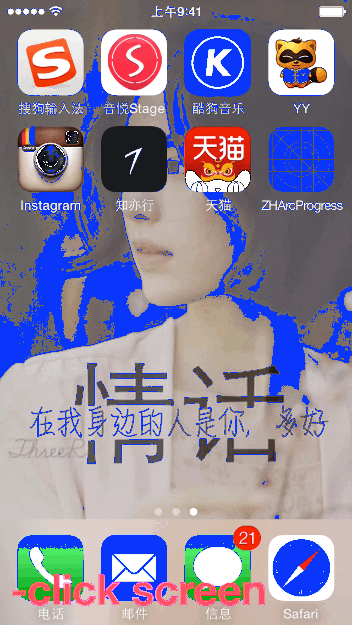 上午9:41
搜狗输入法 音悦Stage 酷狗音乐 YY
天猫
Instagram 知亦行 天猫 ZHArcProgress
情话
在我身边的人是你, 多好
ThreeR
21
-click screen
电话 邮件 信息 Safari